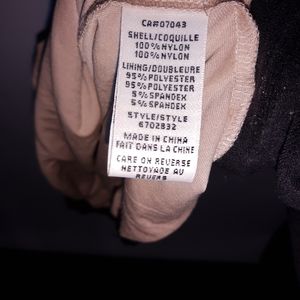 CA#07043
SHELL/COQUILLE
100%NYLON
100%NYLON
LINING/DOUBLEURE
95%POLYESTER
95%POLYESTER
5%SPANDEX
5%SPANDEX
STYLE/STYLE
6702832
MADE IN CHINA
FAIT DANS LA CHINE
CARE ON REVERSE
NETTOYAGE AU
REVERS